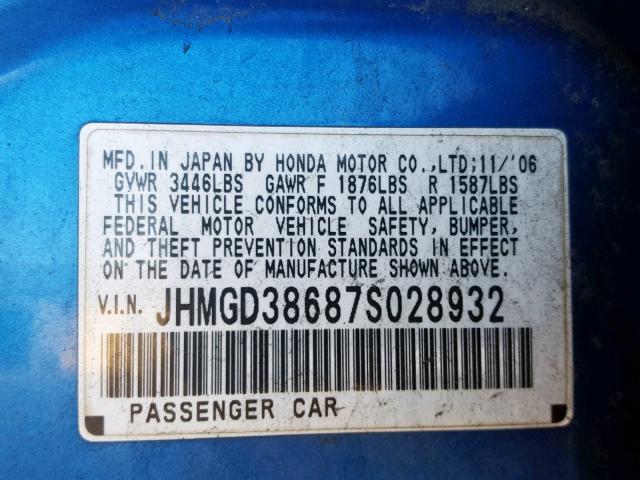 MFD. IN JAPAN BY HONDA MOTOR CO.,LTD;11/'06
GVWR 3446LBS GAWR F 1876LBS R 1587LBS
THIS VEHICLE CONFORMS TO ALL APPLICABLE
FEDERAL MOTOR VEHICLE SAFETY, BUMPER,
AND THEFT PREVENTION STANDARDS IN EFFECT
ON THE DATE OF MANUFACTURE SHOWN ABOVE.
V.I.N. JHMGD38687S028932
PASSENGER CAR